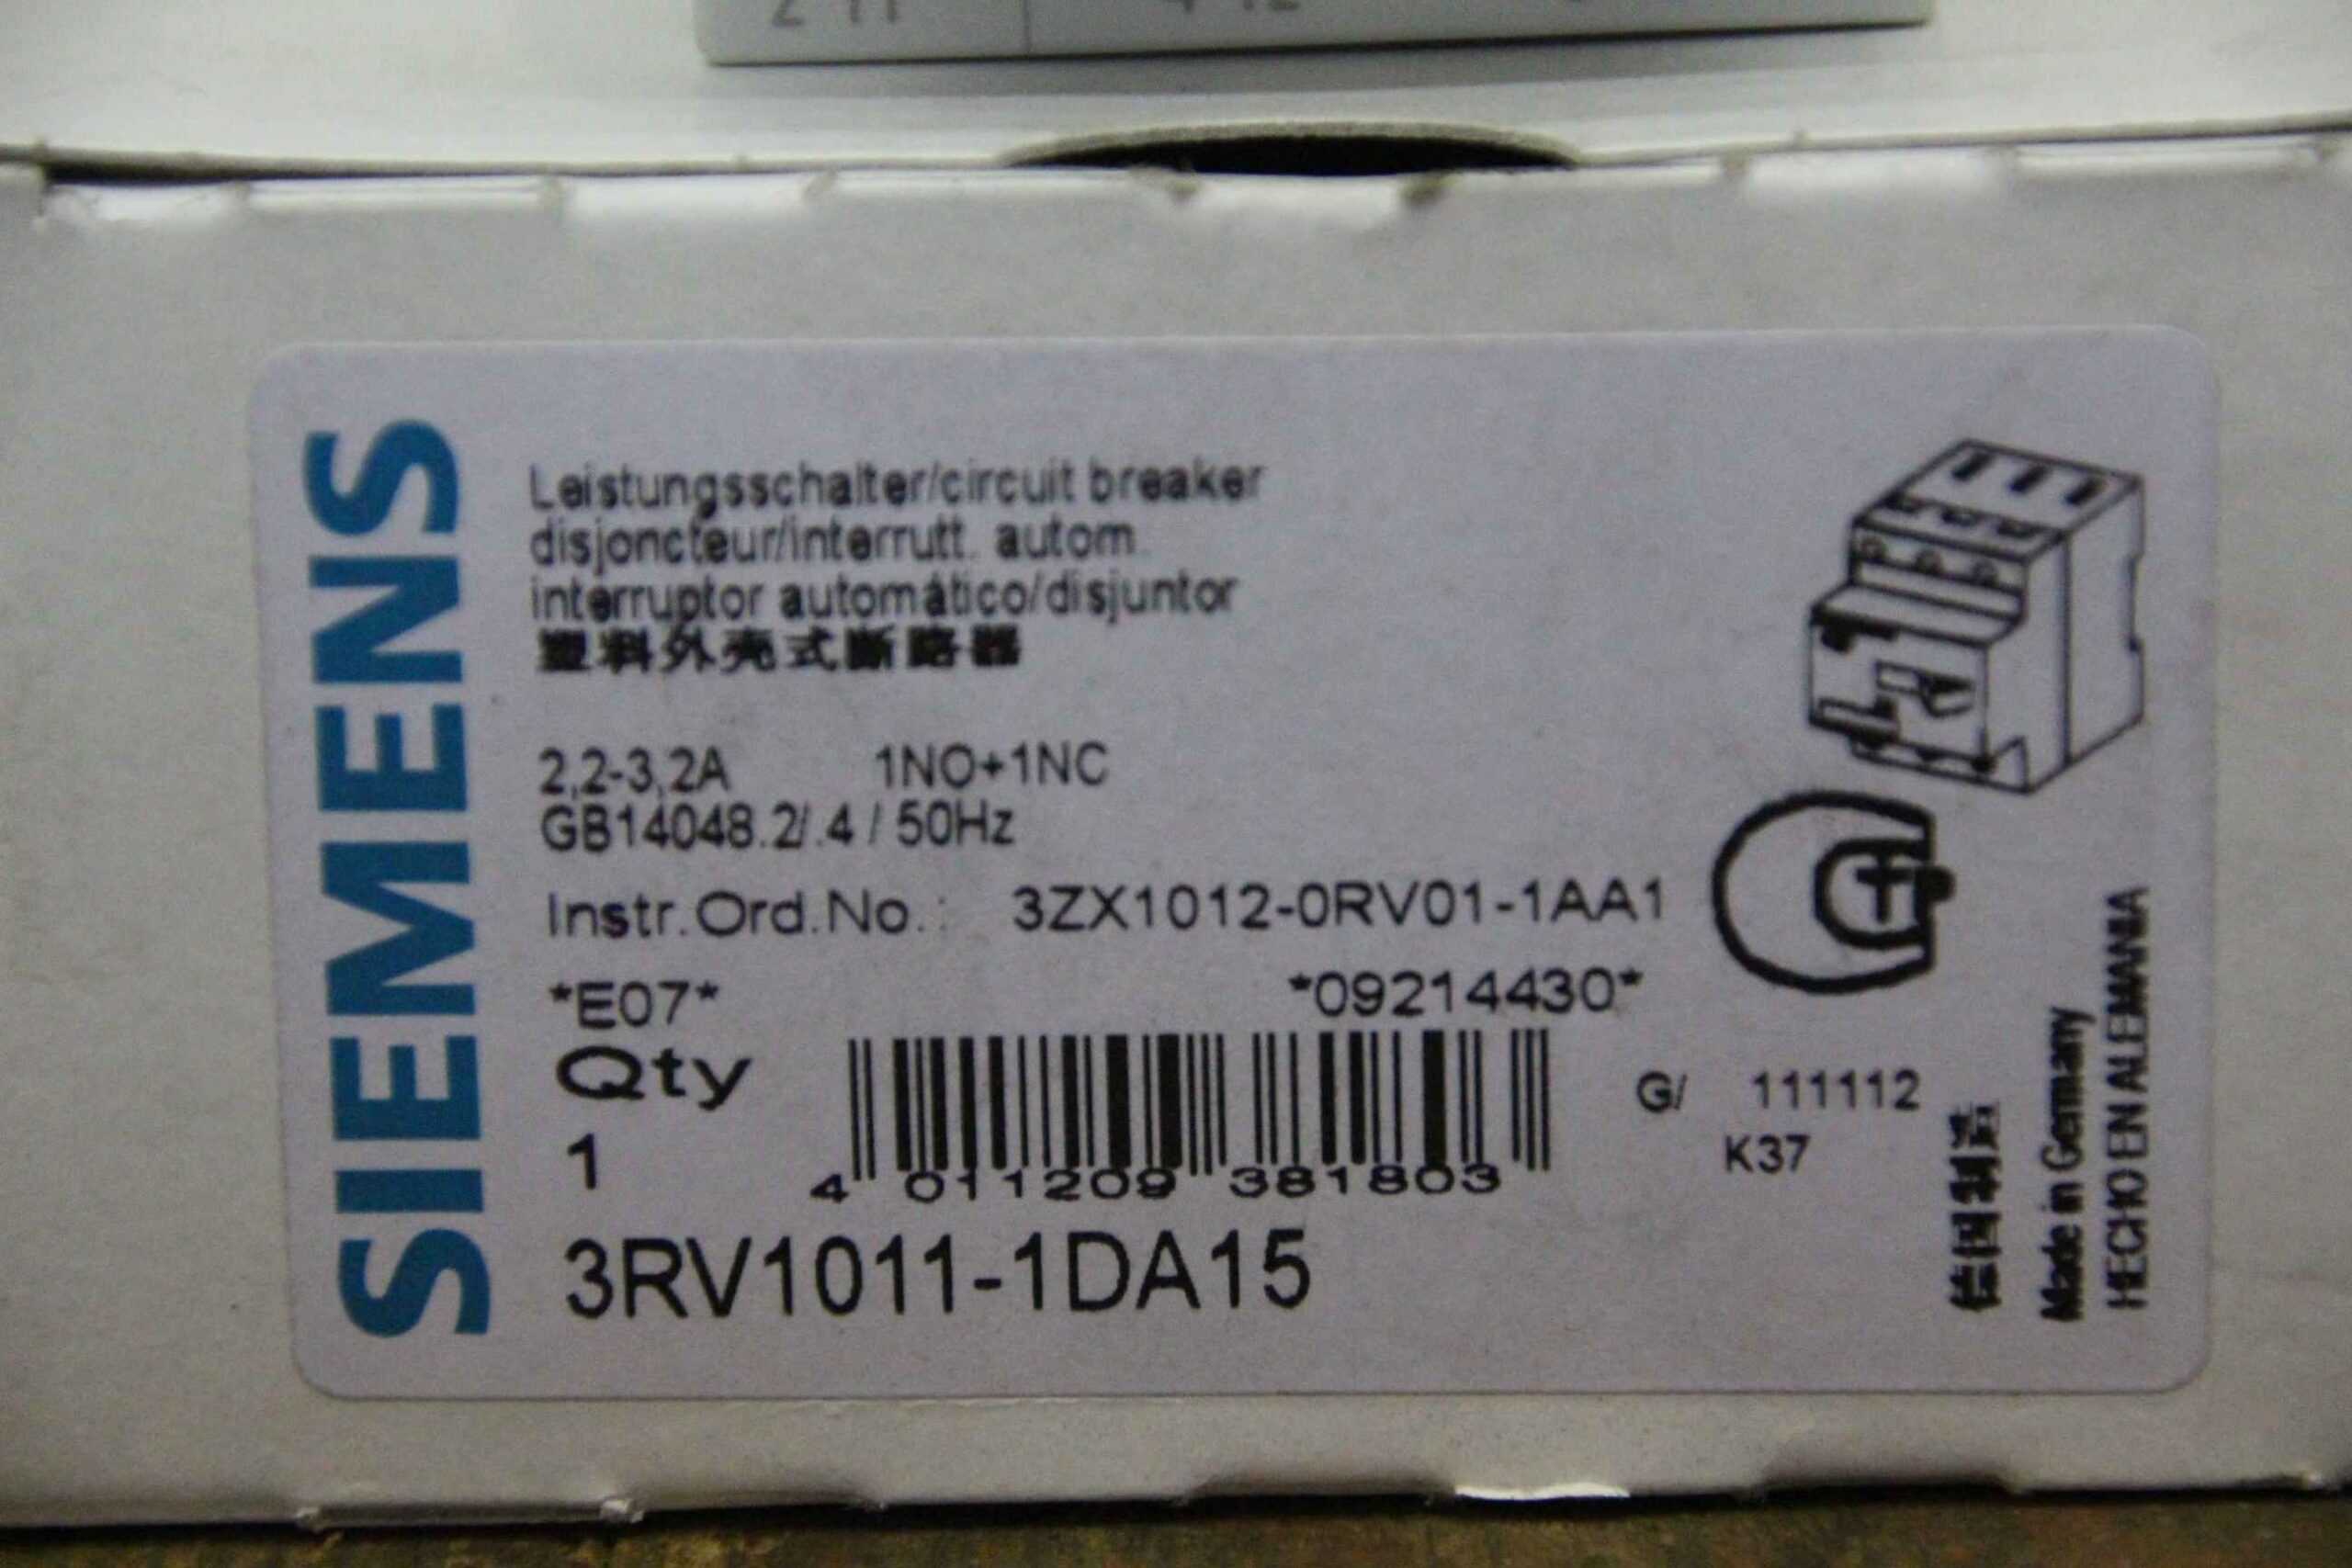 SIEMENS
Leistungsschalter/circuit breaker
disjoncteur/interrutt. autom.
interruptor automático/disjuntor
塑料外壳式断路器
2,2-3,2A 1NO+1NC
GB14048.2/.4 / 50Hz
Instr.Ord.No.: 3ZX1012-0RV01-1AA1
*E07* *09214430*
Qty
1
4 011209 381803
G/ 111112
K37
3RV1011-1DA15
德国制造
Made in Germany
HECHO EN ALEMANIA